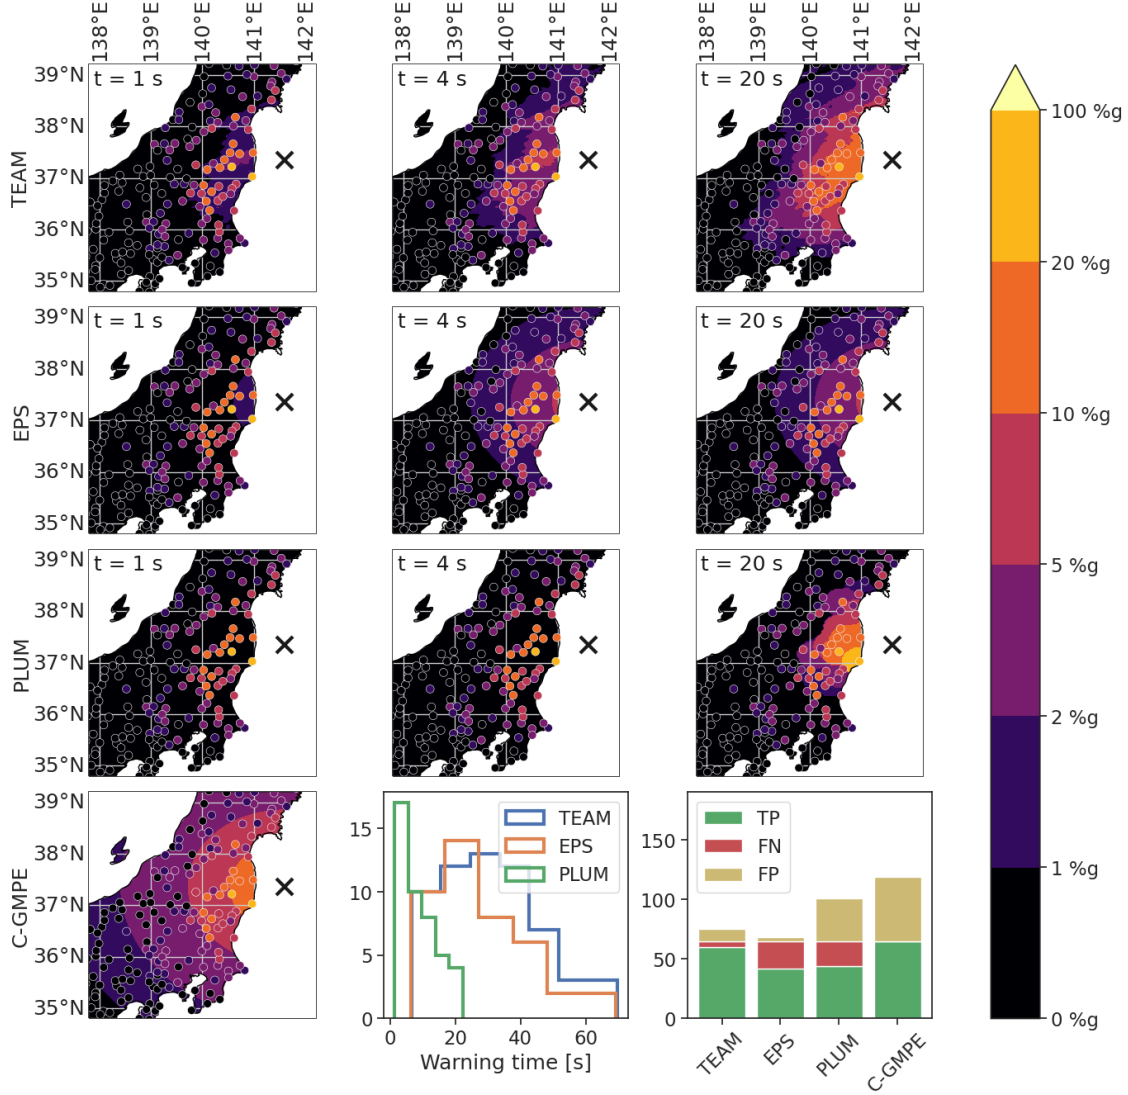 138°E 139°E 140°E 141°E 142°E 138°E 139°E 140°E 141°E 142°E 138°E 139°E 140°E 141°E 142°E
TEAM
39°N
38°N
37°N
36°N
35°N
t = 1 s
t = 4 s
t = 20 s
EPS
39°N
38°N
37°N
36°N
35°N
t = 1 s
t = 4 s
t = 20 s
PLUM
39°N
38°N
37°N
36°N
35°N
t = 1 s
t = 4 s
t = 20 s
C-GMPE
39°N
38°N
37°N
36°N
35°N
15
10
5
0
TEAM
EPS
PLUM
0 20 40 60
Warning time [s]
150
100
50
0
TP
FN
FP
TEAM EPS PLUM C-GMPE
100 %g
20 %g
10 %g
5 %g
2 %g
1 %g
0 %g